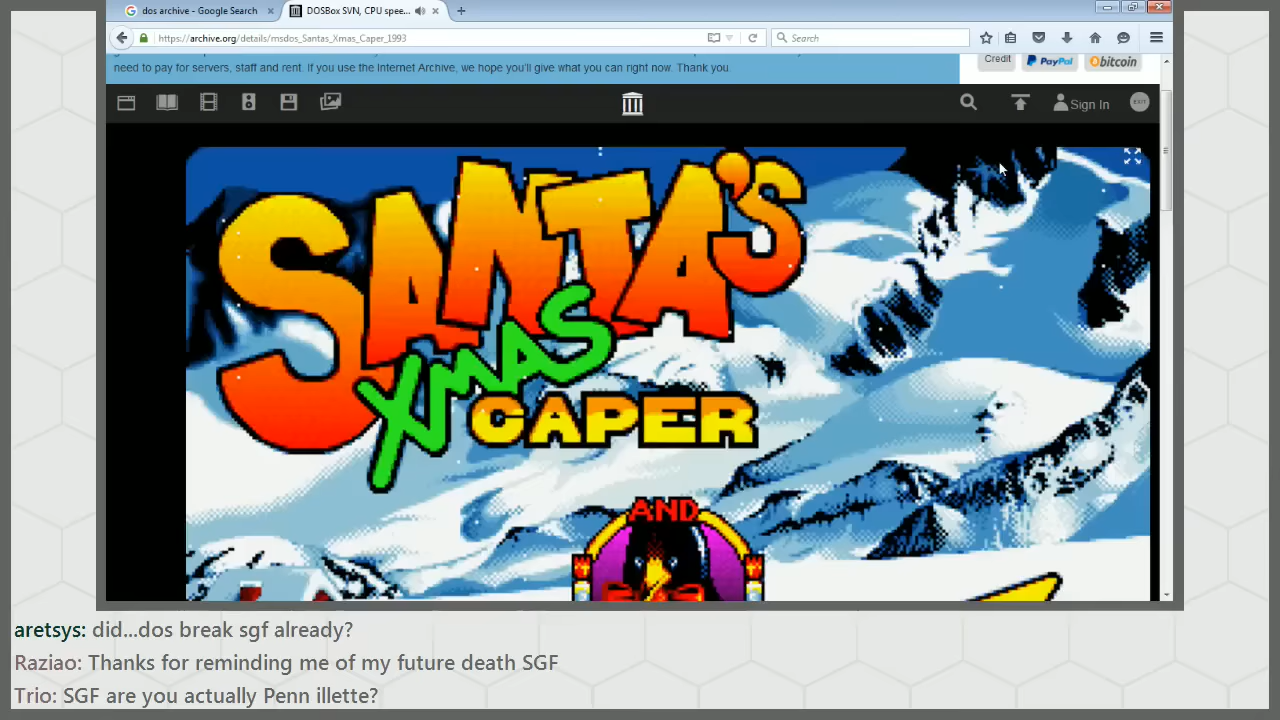 dos archive - Google Search
DOSBox SVN, CPU spee...
https://archive.org/details/msdos_Santas_Xmas_Caper_1993
Search
need to pay for servers, staff and rent. If you use the Internet Archive, we hope you'll give what you can right now. Thank you.
Credit
PayPal
bitcoin
Sign In
EXIT
SANTA'S
XMAS
CAPER
AND
aretsys: did...dos break sgf already?
Raziao: Thanks for reminding me of my future death SGF
Trio: SGF are you actually Penn illette?